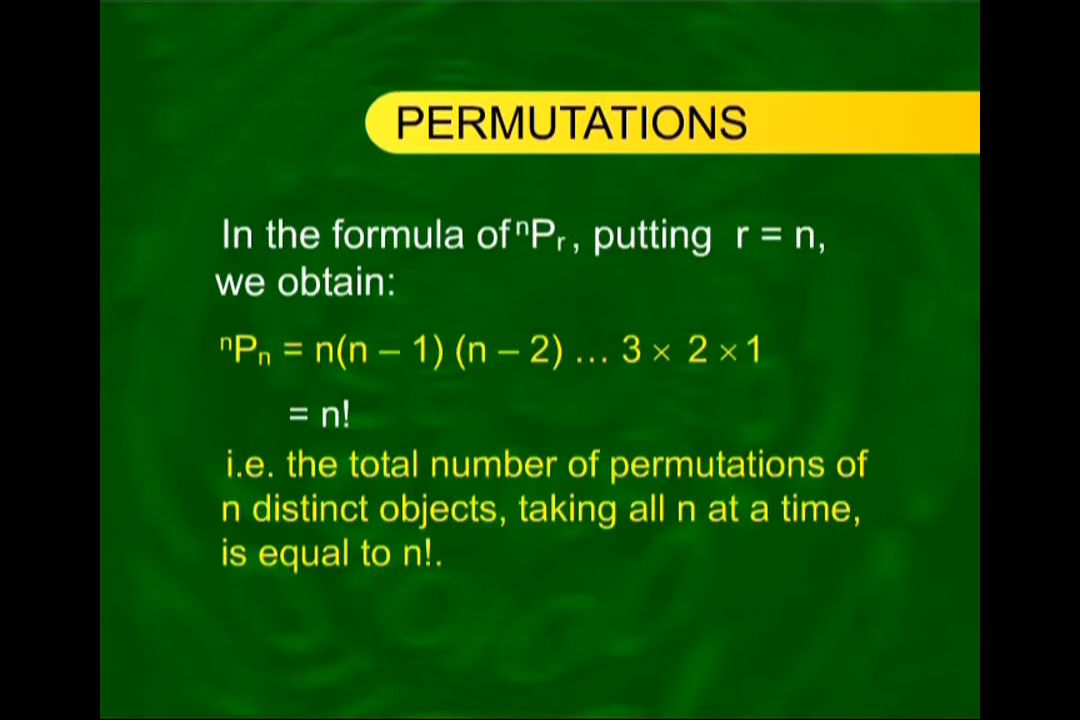 PERMUTATIONS
In the formula of ⁿPᵣ, putting r = n,
we obtain:
ⁿPₙ = n(n – 1) (n – 2) … 3 × 2 × 1
= n!
i.e. the total number of permutations of
n distinct objects, taking all n at a time,
is equal to n!.